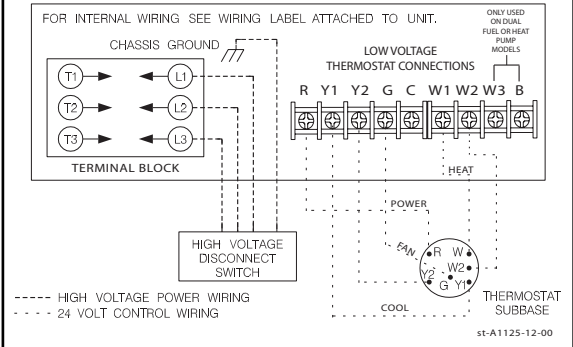 FOR INTERNAL WIRING SEE WIRING LABEL ATTACHED TO UNIT.
ONLY USED
ON DUAL
FUEL OR HEAT
PUMP
MODELS
CHASSIS GROUND
LOW VOLTAGE
THERMOSTAT CONNECTIONS
R Y1 Y2 G C W1 W2 W3 B
T1 L1
T2 L2
T3 L3
TERMINAL BLOCK
HEAT
POWER
HIGH VOLTAGE
DISCONNECT
SWITCH
FAN
R W
W2
Y2
G Y1
COOL
THERMOSTAT
SUBBASE
HIGH VOLTAGE POWER WIRING
24 VOLT CONTROL WIRING
st-A1125-12-00